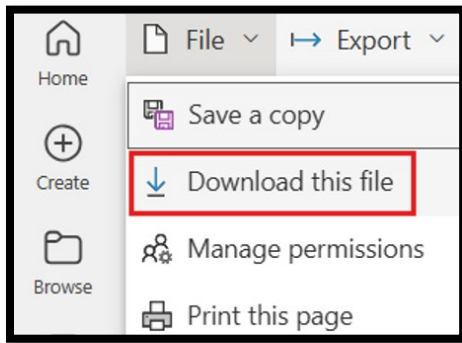 File Export
Home
Save a copy
Create
Download this file
Manage permissions
Browse
Print this page